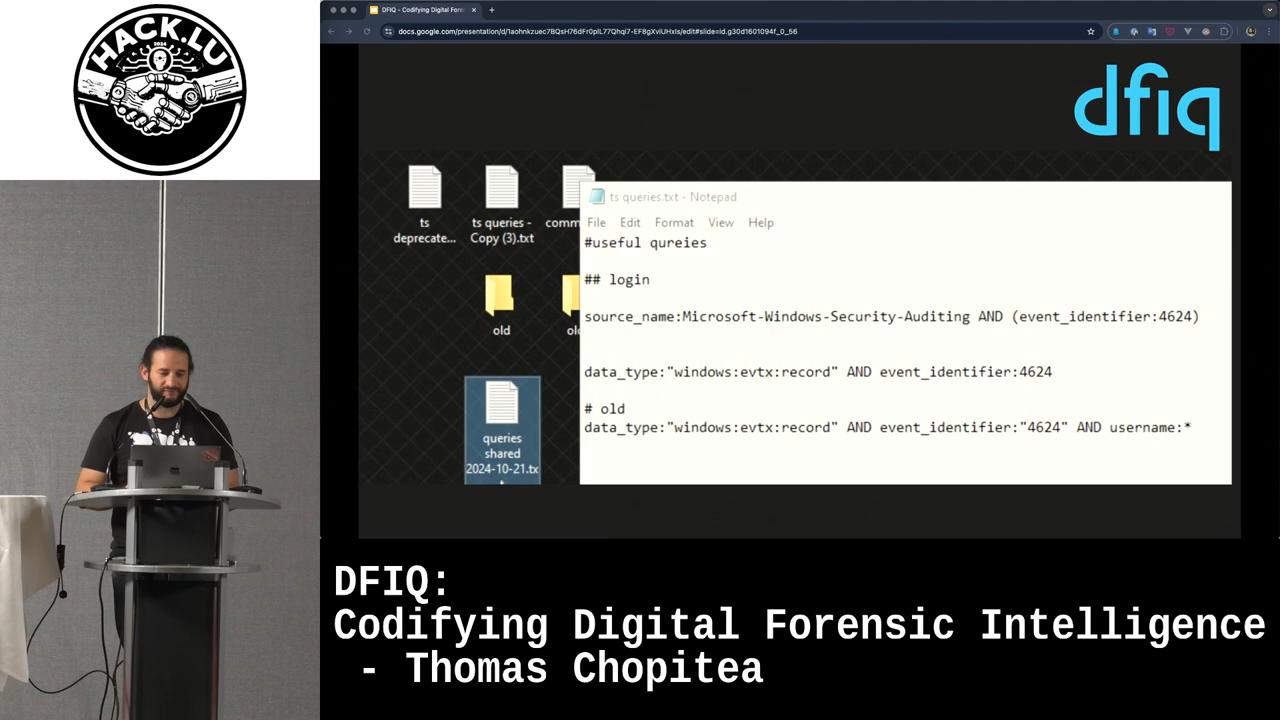 HACK.LU
2024
DFIQ - Codifying Digital Foren
docs.google.com/presentation/d/1aohnkzuec7BQsH76dFr0plL77Qhqi7-EF8gXviUHxls/edit#slide=id.g30d1601094f_0_56
dfiq
ts
deprecate...
ts queries -
Copy (3).txt
comm
old
old
queries
shared
2024-10-21.tx
ts queries.txt - Notepad
File Edit Format View Help
#useful qureies
## login
source_name:Microsoft-Windows-Security-Auditing AND (event_identifier:4624)
data_type:"windows:evtx:record" AND event_identifier:4624
# old
data_type:"windows:evtx:record" AND event_identifier:"4624" AND username:*
DFIQ:
Codifying Digital Forensic Intelligence
- Thomas Chopitea